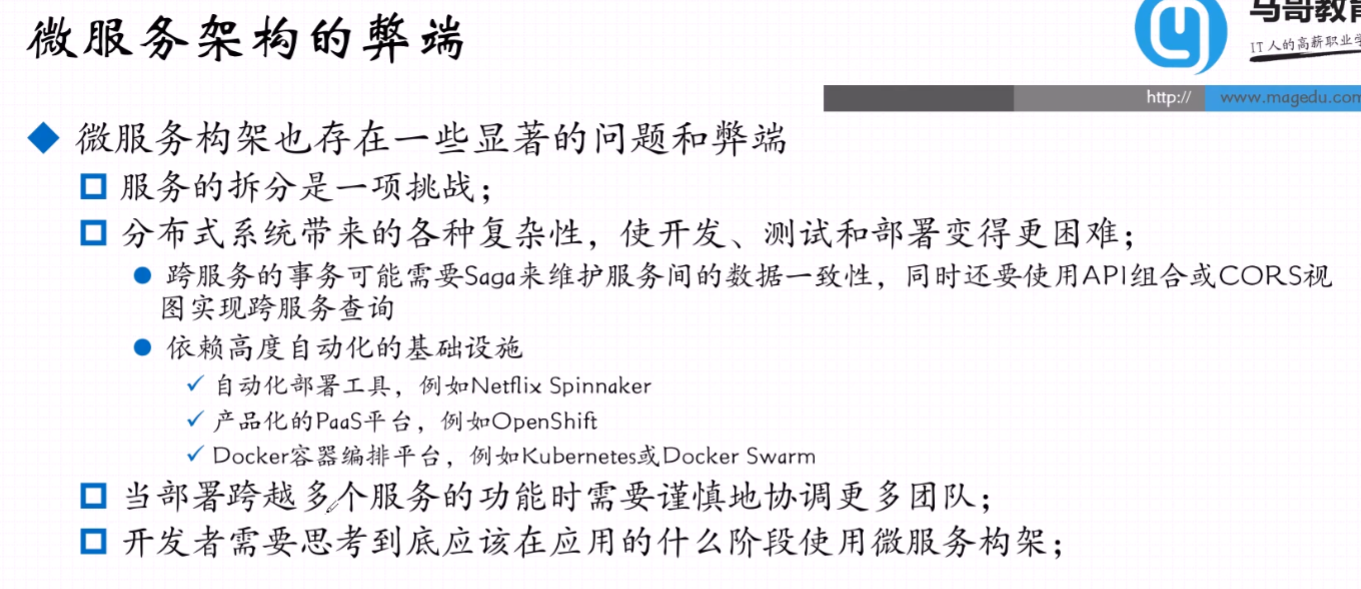 微服务架构的弊端
马哥教育
IT人的高薪职业学
http:// www.magedu.com
微服务构架也存在一些显著的问题和弊端
服务的拆分是一项挑战；
分布式系统带来的各种复杂性，使开发、测试和部署变得更困难；
跨服务的事务可能需要Saga来维护服务间的数据一致性，同时还要使用API组合或CORS视
图实现跨服务查询
依赖高度自动化的基础设施
自动化部署工具，例如Netflix Spinnaker
产品化的PaaS平台，例如OpenShift
Docker容器编排平台，例如Kubernetes或Docker Swarm
当部署跨越多个服务的功能时需要谨慎地协调更多团队；
开发者需要思考到底应该在应用的什么阶段使用微服务构架；